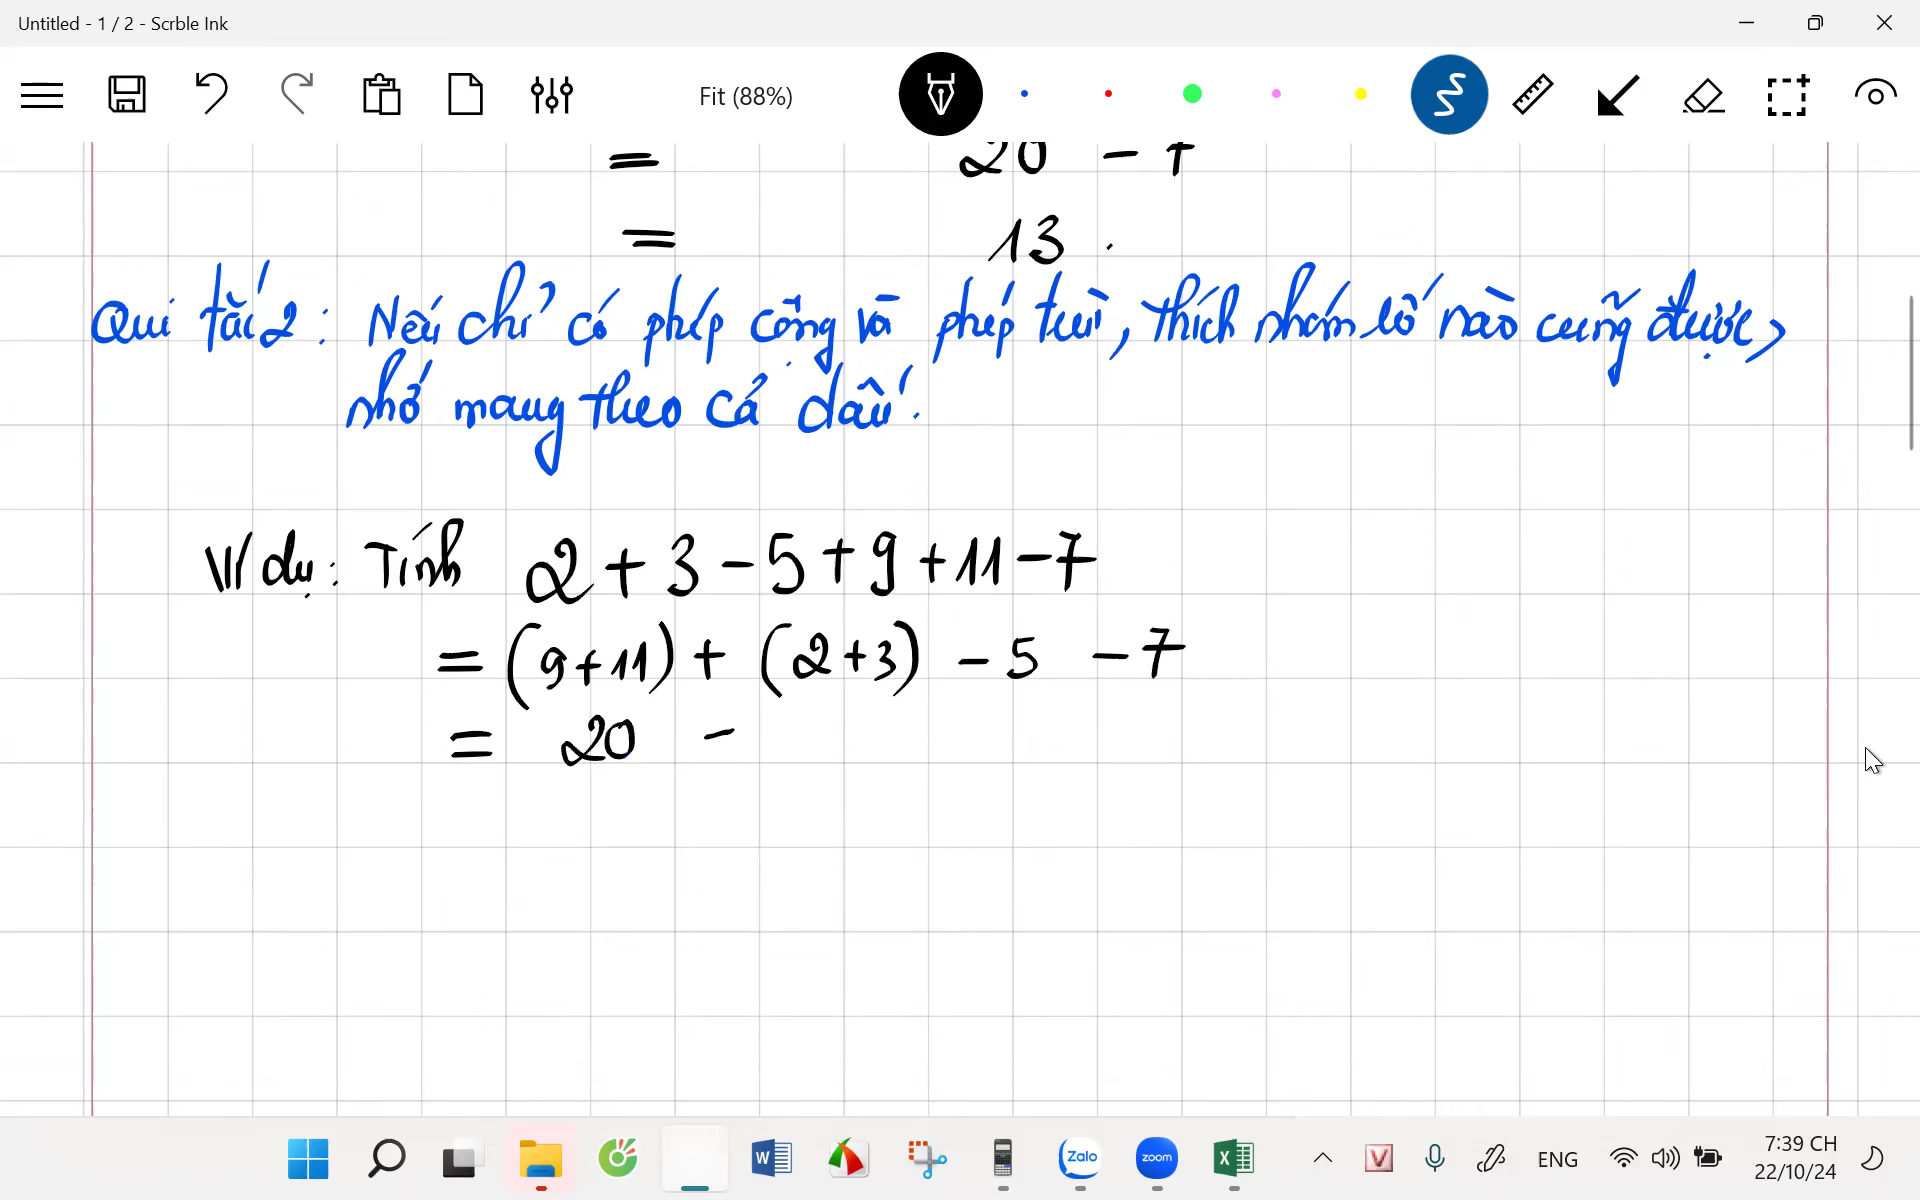 Untitled - 1 / 2 - Scrble Ink
Fit (88%)
= 20 - 7
= 13.
Qui tắc 2: Nếu chỉ có phép cộng và phép trừ, thích nhóm số nào cũng được,
nhớ mang theo cả dấu.
Ví dụ: Tính 2 + 3 - 5 + 9 + 11 - 7
= (9+11) + (2+3) - 5 - 7
= 20 -
W
Zalo
zoom
X
V
ENG
7:39 CH
22/10/24